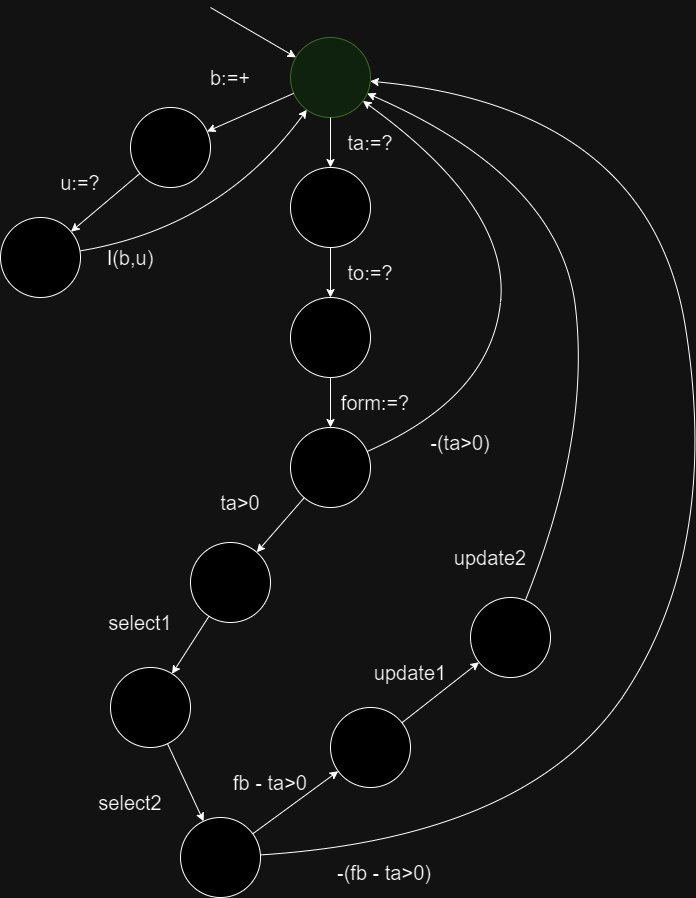 b:=+
ta:=?
u:=?
I(b,u)
to:=?
form:=?
-(ta>0)
ta>0
update2
select1
update1
fb - ta>0
select2
-(fb - ta>0)